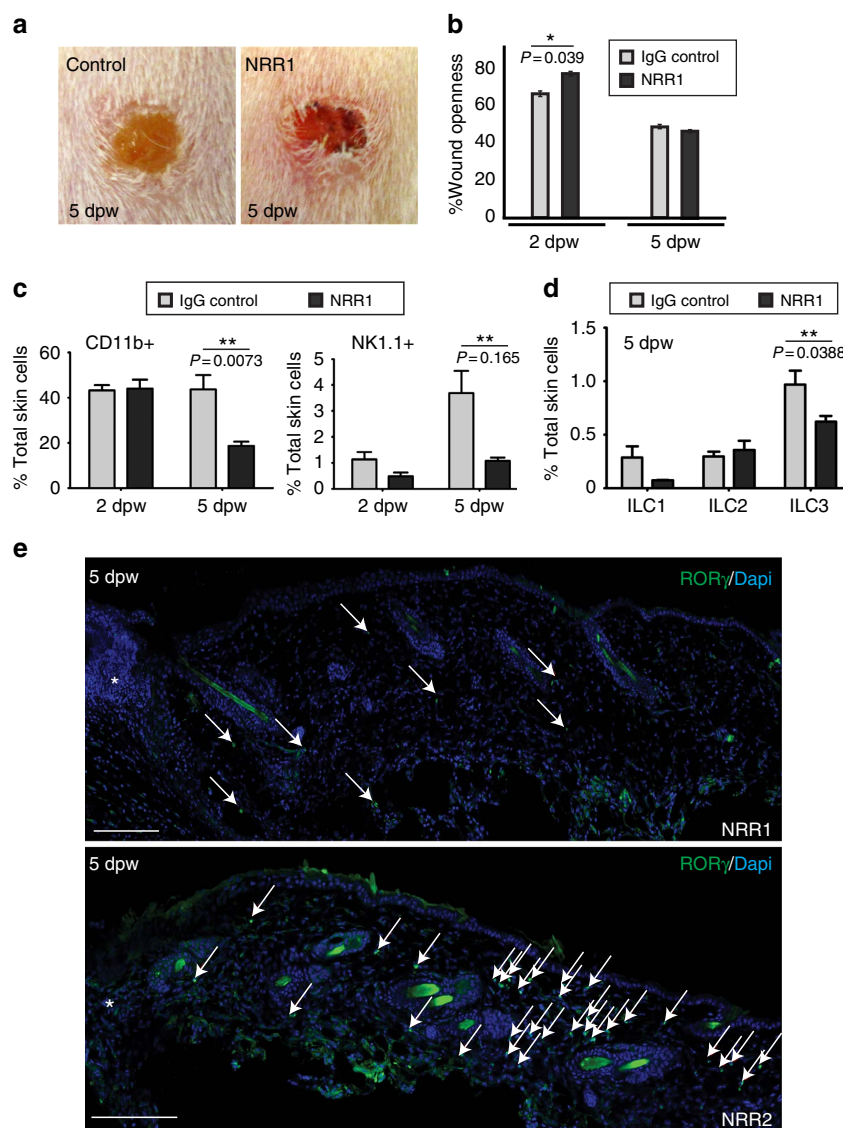 a
Control
5 dpw
NRR1
5 dpw
b
*
P=0.039
IgG control
NRR1
%Wound openness
80
60
40
20
0
2 dpw
5 dpw
c
IgG control
NRR1
CD11b+
**
P=0.0073
% Total skin cells
60
40
20
0
2 dpw
5 dpw
NK1.1+
**
P=0.165
% Total skin cells
5
4
3
2
1
0
2 dpw
5 dpw
d
IgG control
NRR1
5 dpw
**
P=0.0388
% Total skin cells
1.5
1.0
0.5
0
ILC1
ILC2
ILC3
e
5 dpw
RORγ/Dapi
*
NRR1
5 dpw
RORγ/Dapi
*
NRR2